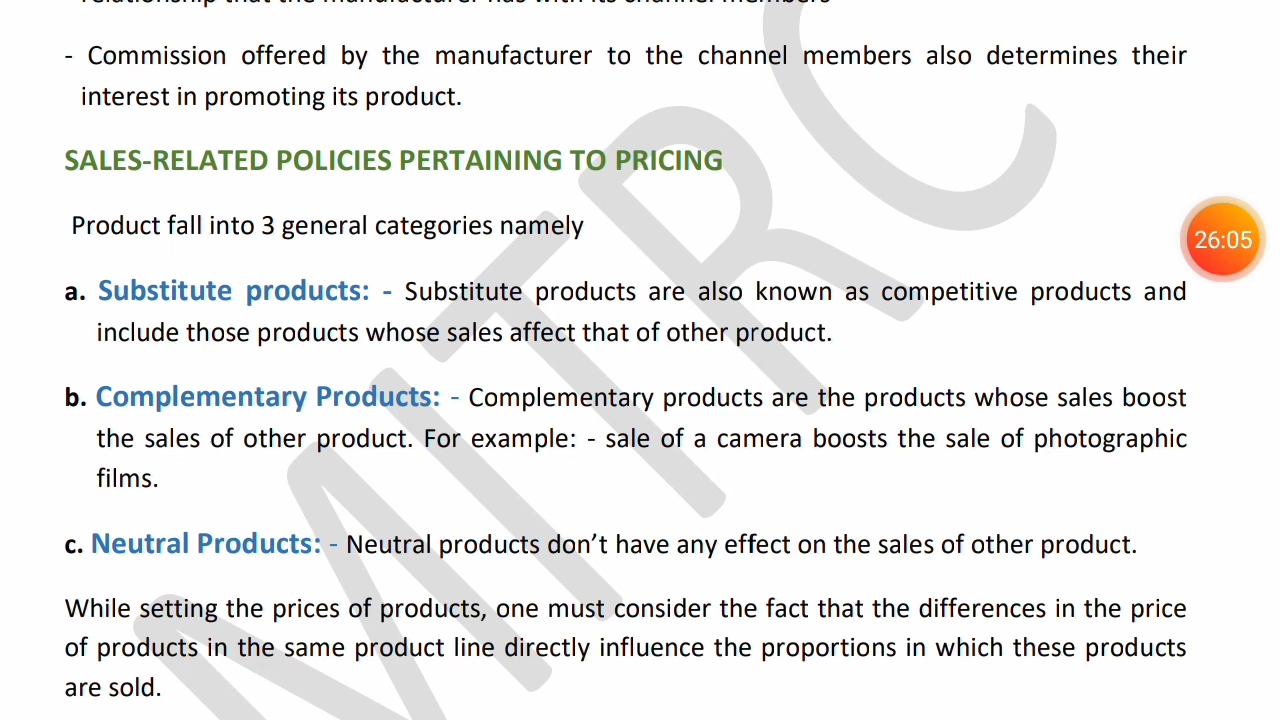 - Commission offered by the manufacturer to the channel members also determines their
interest in promoting its product.
SALES-RELATED POLICIES PERTAINING TO PRICING
Product fall into 3 general categories namely
26:05
a. Substitute products: - Substitute products are also known as competitive products and
include those products whose sales affect that of other product.
b. Complementary Products: - Complementary products are the products whose sales boost
the sales of other product. For example: - sale of a camera boosts the sale of photographic
films.
c. Neutral Products: - Neutral products don’t have any effect on the sales of other product.
While setting the prices of products, one must consider the fact that the differences in the price
of products in the same product line directly influence the proportions in which these products
are sold.
MITRC